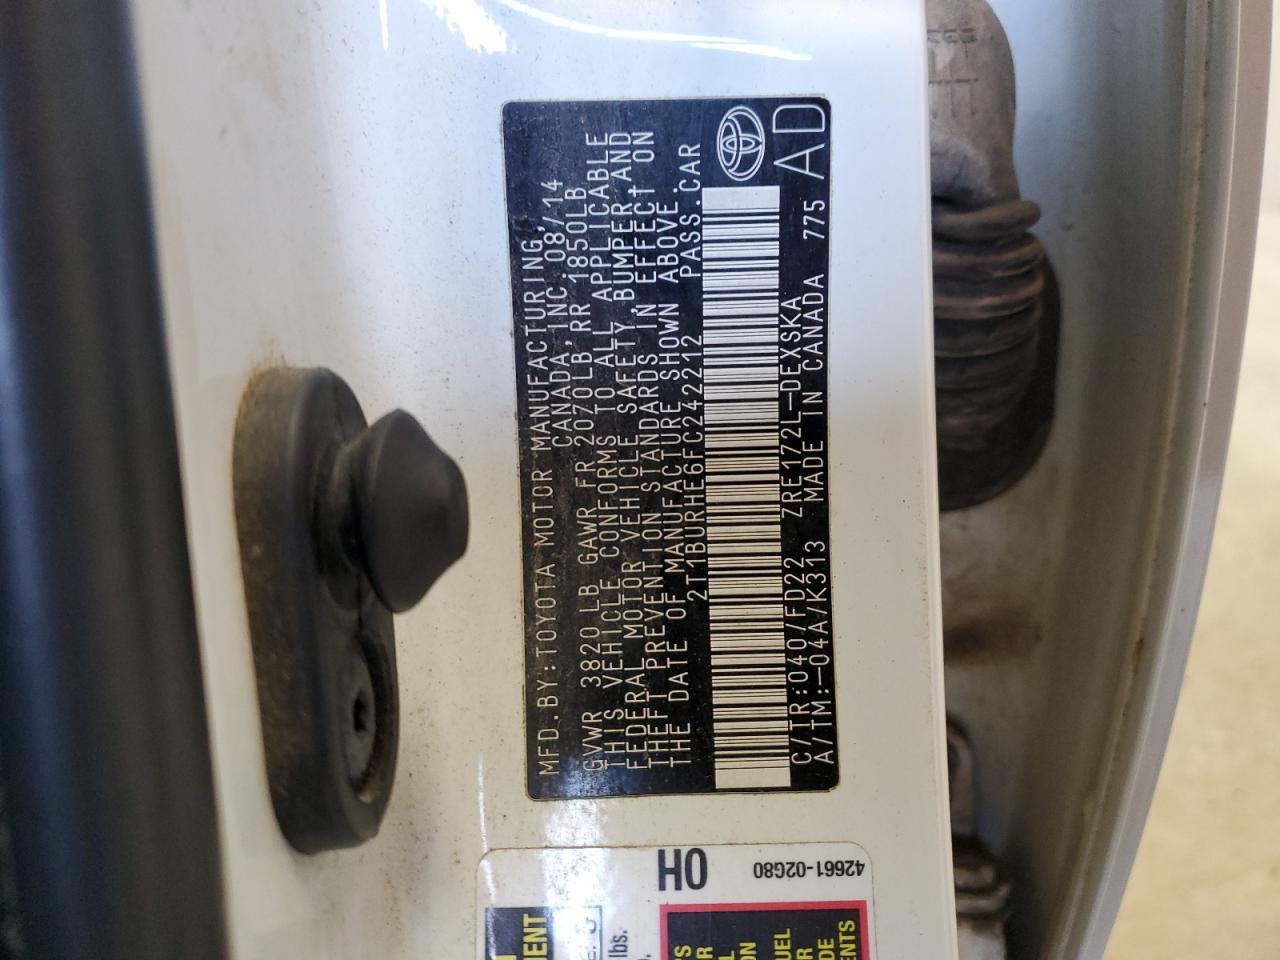 MFD.BY:TOYOTA MOTOR MANUFACTURING,
CANADA,INC.08/14
GVWR 3820 LB GAWR FR 2070LB,RR 1850LB
THIS VEHICLE CONFORMS TO ALL APPLICABLE
FEDERAL MOTOR VEHICLE SAFETY,BUMPER,AND
THEFT PREVENTION STANDARDS IN EFFECT ON
THE DATE OF MANUFACTURE SHOWN ABOVE.
2T1BURHE6FC242212 PASS.CAR
C/TR:040/FD22 ZRE172L-DEXSKA
A/TM:-04A/K313 MADE IN CANADA 775 AD
H0
42661-02G80
lbs.